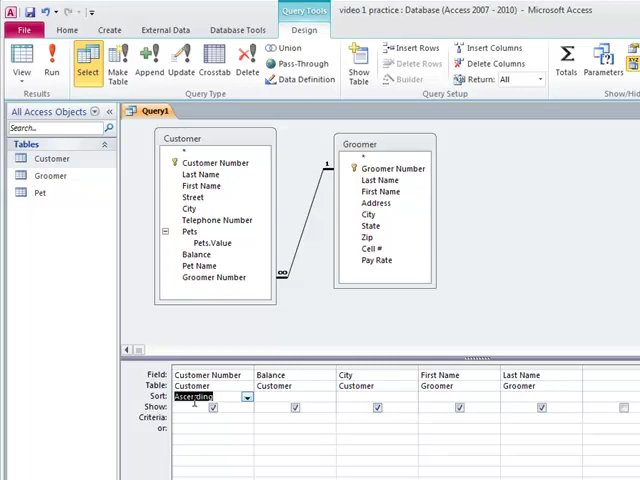 video 1 practice : Database (Access 2007 - 2010) - Microsoft Access
Query Tools
File Home Create External Data Database Tools Design
View Run Select Make Table Append Update Crosstab Delete
Union
Pass-Through
Data Definition
Show Table
Insert Rows
Delete Rows
Builder
Insert Columns
Delete Columns
Return: All
Totals Parameters
Results Query Type Query Setup Show/Hid
All Access Objects
Search...
Tables
Customer
Groomer
Pet
Query1
Customer
*
Customer Number
Last Name
First Name
Street
City
Telephone Number
Pets
Pets.Value
Balance
Pet Name
Groomer Number
1
∞
Groomer
*
Groomer Number
Last Name
First Name
Address
City
State
Zip
Cell #
Pay Rate
Field: Customer Number Balance City First Name Last Name
Table: Customer Customer Customer Groomer Groomer
Sort: Ascending
Show:
Criteria:
or: